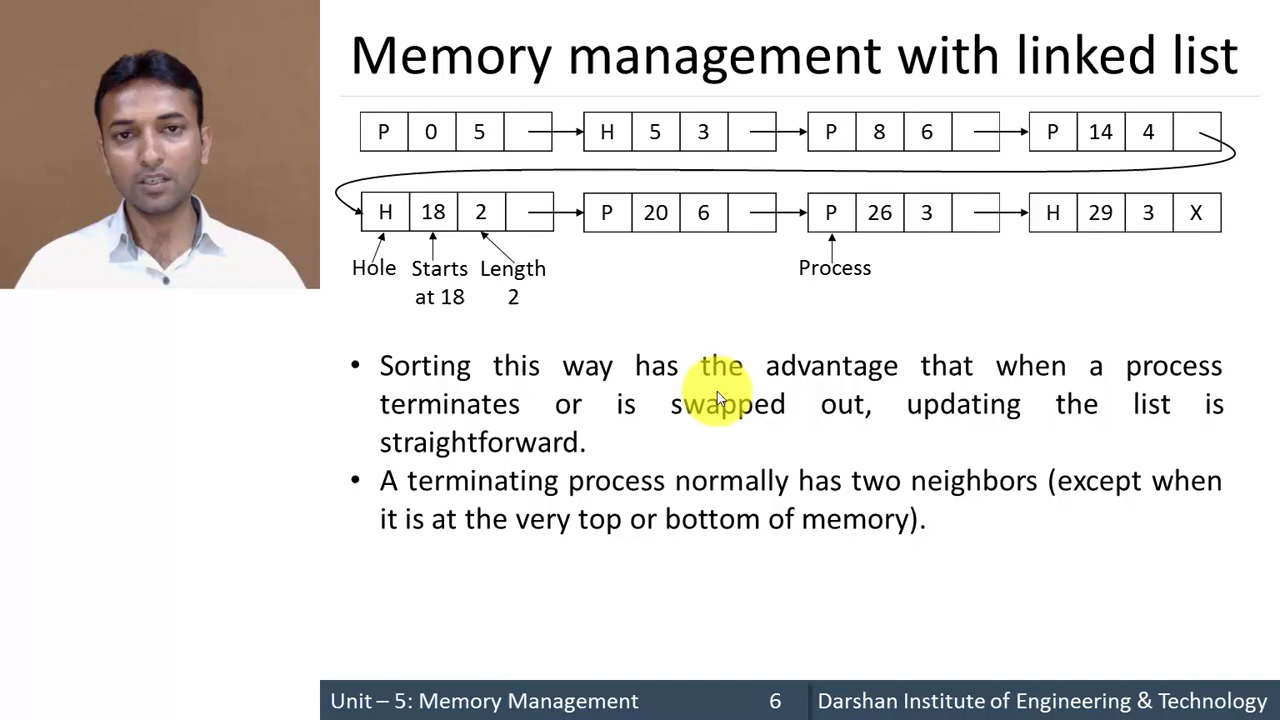 Memory management with linked list
P 0 5 H 5 3 P 8 6 P 14 4
H 18 2 P 20 6 P 26 3 H 29 3 X
Hole Starts Length Process
at 18 2
• Sorting this way has the advantage that when a process
terminates or is swapped out, updating the list is
straightforward.
• A terminating process normally has two neighbors (except when
it is at the very top or bottom of memory).
Unit – 5: Memory Management 6 Darshan Institute of Engineering & Technology